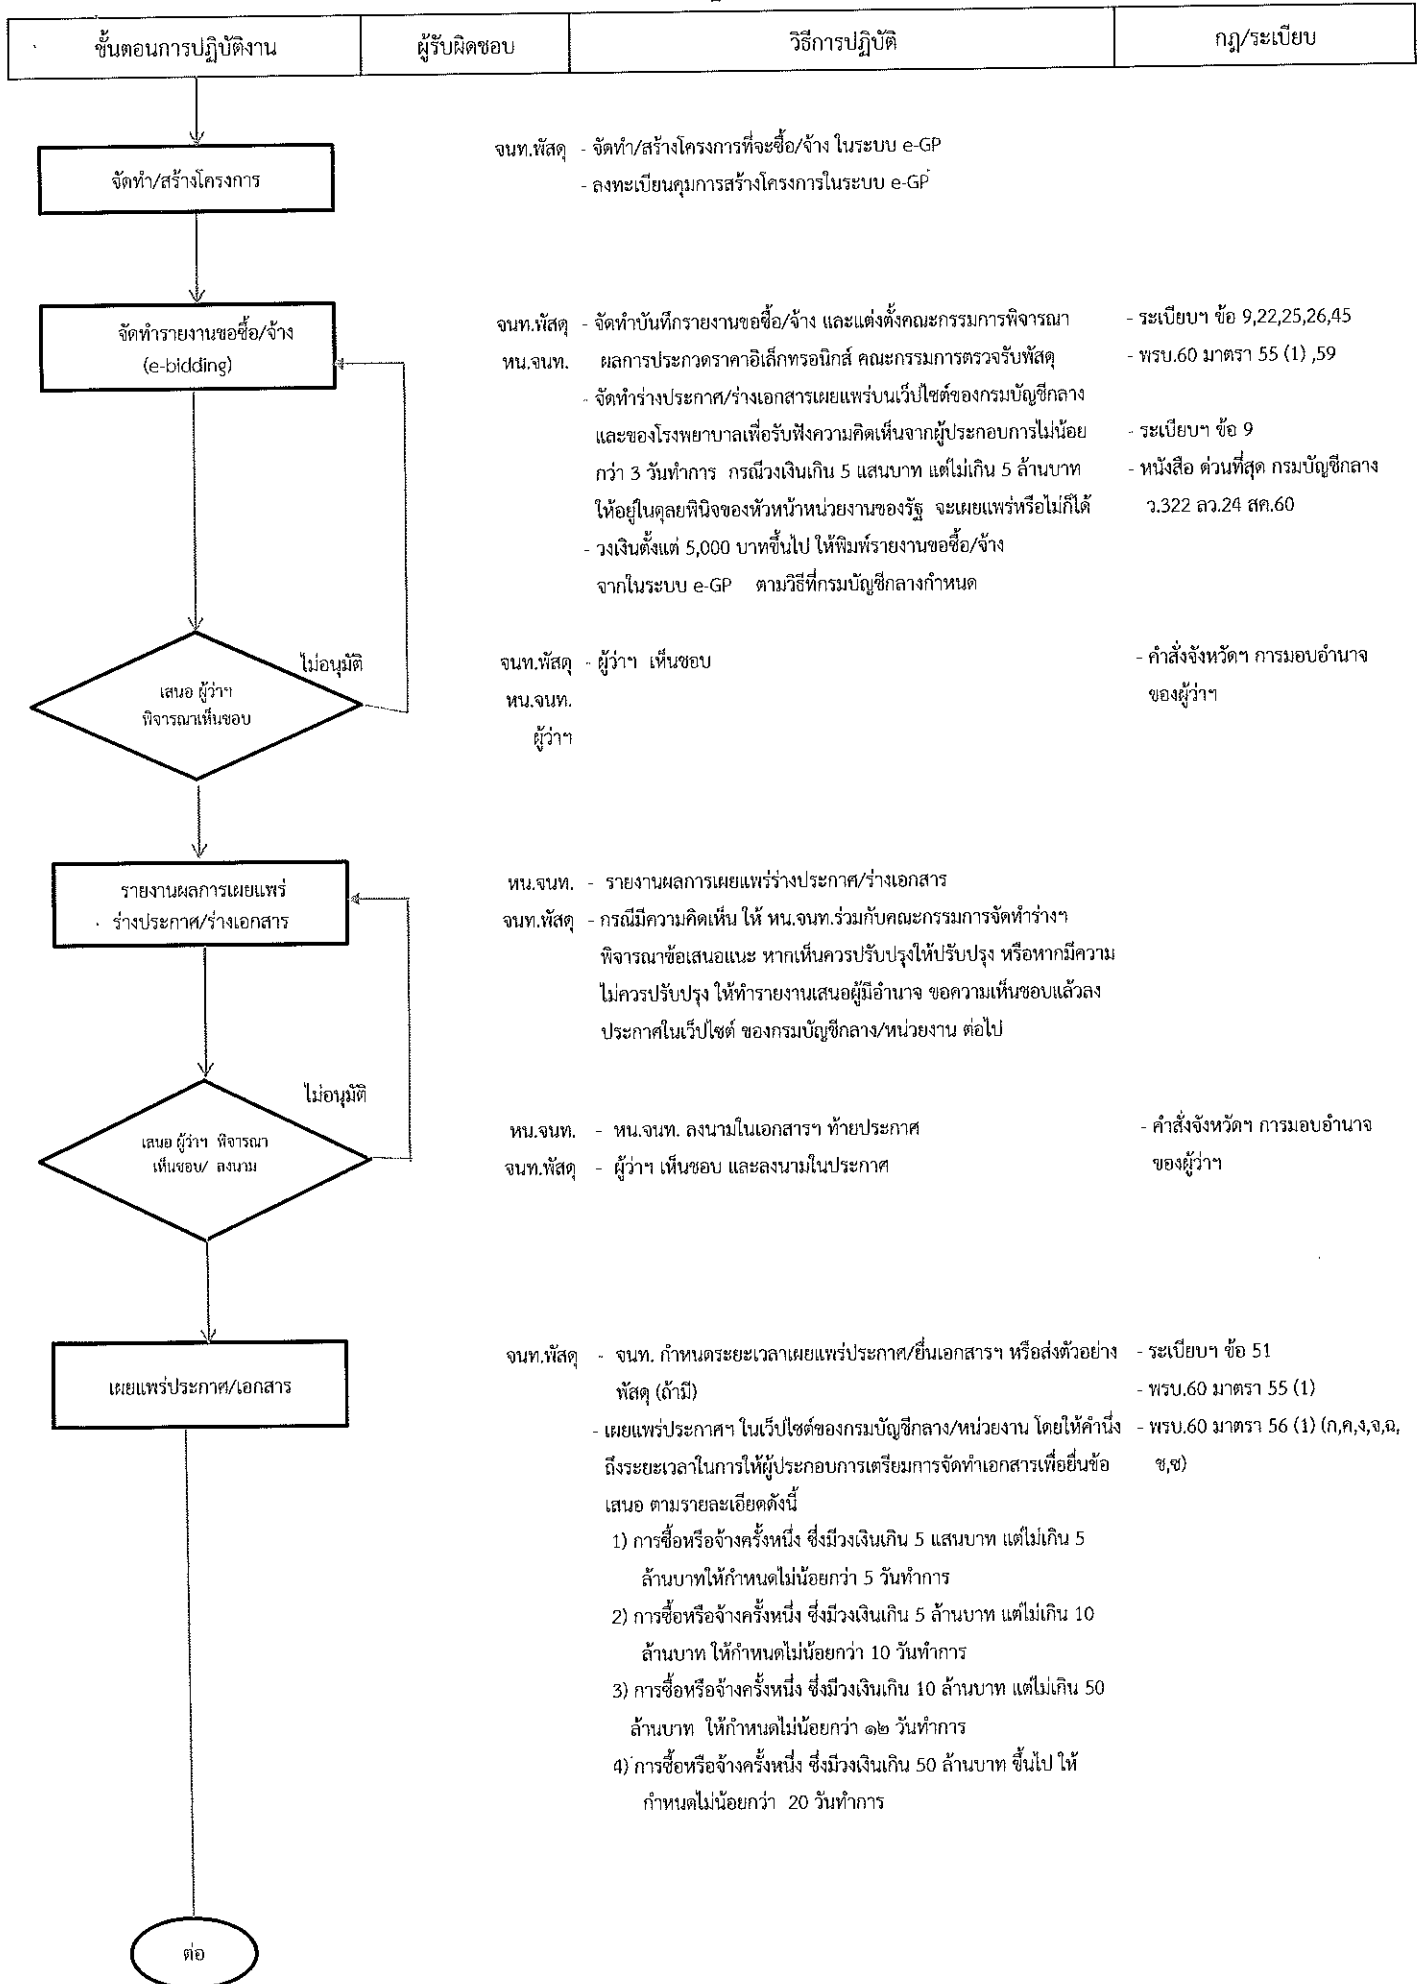 ขั้นตอนการปฏิบัติงาน ผู้รับผิดชอบ วิธีการปฏิบัติ กฎ/ระเบียบ
จัดทำ/สร้างโครงการ
จนท.พัสดุ - จัดทำ/สร้างโครงการที่จะซื้อ/จ้าง ในระบบ e-GP
- ลงทะเบียนคุมการสร้างโครงการในระบบ e-GP
จัดทำรายงานขอซื้อ/จ้าง
(e-bidding)
จนท.พัสดุ - จัดทำบันทึกรายงานขอซื้อ/จ้าง และแต่งตั้งคณะกรรมการพิจารณา - ระเบียบฯ ข้อ 9,22,25,26,45
หน.จนท. ผลการประกวดราคาอิเล็กทรอนิกส์ คณะกรรมการตรวจรับพัสดุ - พรบ.60 มาตรา 55 (1) ,59
- จัดทำร่างประกาศ/ร่างเอกสารเผยแพร่บนเว็ปไซต์ของกรมบัญชีกลาง
และของโรงพยาบาลเพื่อรับฟังความคิดเห็นจากผู้ประกอบการไม่น้อย - ระเบียบฯ ข้อ 9
กว่า 3 วันทำการ กรณีวงเงินเกิน 5 แสนบาท แต่ไม่เกิน 5 ล้านบาท - หนังสือ ด่วนที่สุด กรมบัญชีกลาง
ให้อยู่ในดุลยพินิจของหัวหน้าหน่วยงานของรัฐ จะเผยแพร่หรือไม่ก็ได้ ว.322 ลว.24 สค.60
- วงเงินตั้งแต่ 5,000 บาทขึ้นไป ให้พิมพ์รายงานขอซื้อ/จ้าง
จากในระบบ e-GP ตามวิธีที่กรมบัญชีกลางกำหนด
ไม่อนุมัติ
เสนอ ผู้ว่าฯ
พิจารณาเห็นชอบ
จนท.พัสดุ - ผู้ว่าฯ เห็นชอบ - คำสั่งจังหวัดฯ การมอบอำนาจ
หน.จนท. ของผู้ว่าฯ
ผู้ว่าฯ
รายงานผลการเผยแพร่
ร่างประกาศ/ร่างเอกสาร
หน.จนท. - รายงานผลการเผยแพร่ร่างประกาศ/ร่างเอกสาร
จนท.พัสดุ - กรณีมีความคิดเห็น ให้ หน.จนท.ร่วมกับคณะกรรมการจัดทำร่างฯ
พิจารณาข้อเสนอแนะ หากเห็นควรปรับปรุงให้ปรับปรุง หรือหากมีความ
ไม่ควรปรับปรุง ให้ทำรายงานเสนอผู้มีอำนาจ ขอความเห็นชอบแล้วลง
ประกาศในเว็ปไซต์ ของกรมบัญชีกลาง/หน่วยงาน ต่อไป
ไม่อนุมัติ
เสนอ ผู้ว่าฯ พิจารณา
เห็นชอบ/ ลงนาม
หน.จนท. - หน.จนท. ลงนามในเอกสารฯ ท้ายประกาศ - คำสั่งจังหวัดฯ การมอบอำนาจ
จนท.พัสดุ - ผู้ว่าฯ เห็นชอบ และลงนามในประกาศ ของผู้ว่าฯ
เผยแพร่ประกาศ/เอกสาร
จนท.พัสดุ - จนท. กำหนดระยะเวลาเผยแพร่ประกาศ/ยื่นเอกสารฯ หรือส่งตัวอย่าง - ระเบียบฯ ข้อ 51
พัสดุ (ถ้ามี) - พรบ.60 มาตรา 55 (1)
- เผยแพร่ประกาศฯ ในเว็ปไซต์ของกรมบัญชีกลาง/หน่วยงาน โดยให้คำนึง - พรบ.60 มาตรา 56 (1) (ก,ค,ง,จ,ฉ,
ถึงระยะเวลาในการให้ผู้ประกอบการเตรียมการจัดทำเอกสารเพื่อยื่นข้อ ช,ซ)
เสนอ ตามรายละเอียดดังนี้
1) การซื้อหรือจ้างครั้งหนึ่ง ซึ่งมีวงเงินเกิน 5 แสนบาท แต่ไม่เกิน 5
ล้านบาทให้กำหนดไม่น้อยกว่า 5 วันทำการ
2) การซื้อหรือจ้างครั้งหนึ่ง ซึ่งมีวงเงินเกิน 5 ล้านบาท แต่ไม่เกิน 10
ล้านบาท ให้กำหนดไม่น้อยกว่า 10 วันทำการ
3) การซื้อหรือจ้างครั้งหนึ่ง ซึ่งมีวงเงินเกิน 10 ล้านบาท แต่ไม่เกิน 50
ล้านบาท ให้กำหนดไม่น้อยกว่า ๑๒ วันทำการ
4) การซื้อหรือจ้างครั้งหนึ่ง ซึ่งมีวงเงินเกิน 50 ล้านบาท ขึ้นไป ให้
กำหนดไม่น้อยกว่า 20 วันทำการ
ต่อ